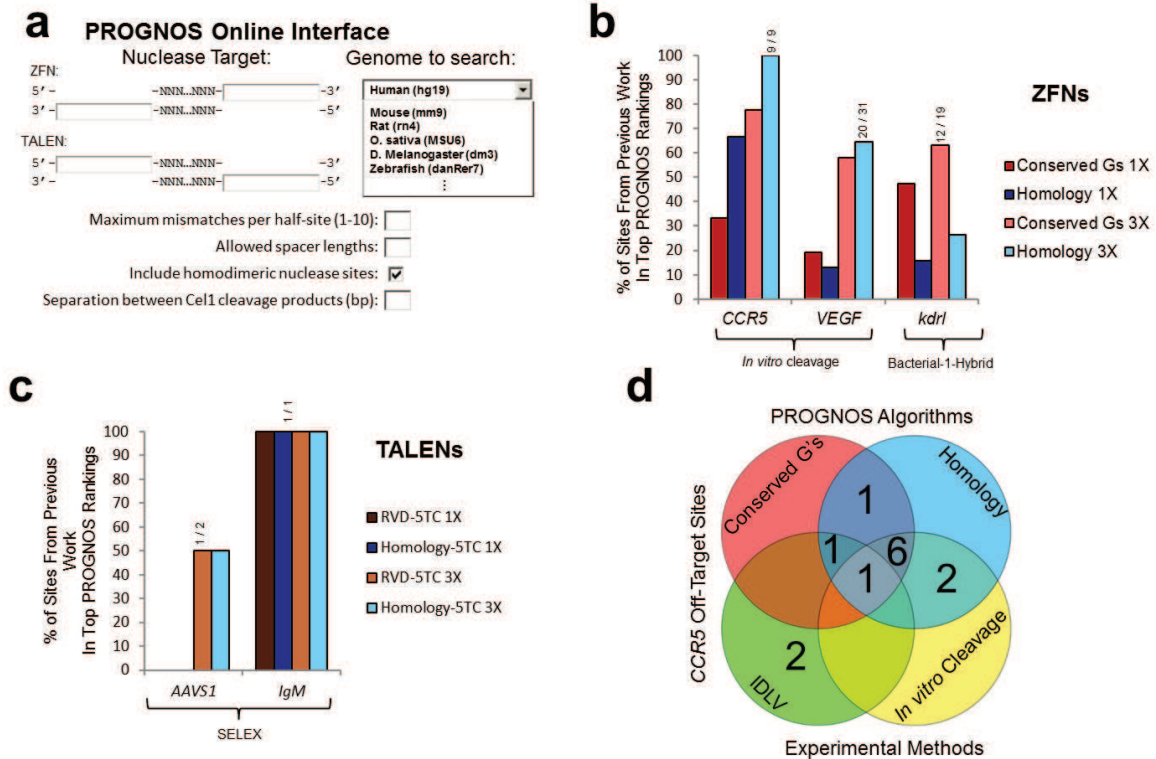 a
PROGNOS Online Interface
Nuclease Target:
Genome to search:
ZFN:
5’ - -NNN…NNN- -3’
3’- -NNN…NNN- -5’
TALEN:
5’- -NNN…NNN- -3’
3’ - -NNN…NNN- -5’
Human (hg19)
Mouse (mm9)
Rat (rn4)
O. sativa (MSU6)
D. Melanogaster (dm3)
Zebrafish (danRer7)
⋮
Maximum mismatches per half-site (1-10):
Allowed spacer lengths:
Include homodimeric nuclease sites:
Separation between Cel1 cleavage products (bp):
b
% of Sites From Previous Work
In Top PROGNOS Rankings
100
90
80
70
60
50
40
30
20
10
0
9 / 9
20 / 31
12 / 19
CCR5
VEGF
kdrl
In vitro cleavage
Bacterial-1-Hybrid
ZFNs
Conserved Gs 1X
Homology 1X
Conserved Gs 3X
Homology 3X
c
% of Sites From Previous
Work
In Top PROGNOS Rankings
100
90
80
70
60
50
40
30
20
10
0
1 / 2
1 / 1
AAVS1
IgM
SELEX
TALENs
RVD-5TC 1X
Homology-5TC 1X
RVD-5TC 3X
Homology-5TC 3X
d
PROGNOS Algorithms
CCR5 Off-Target Sites
Conserved G's
Homology
1
1
6
1
2
2
IDLV
In vitro Cleavage
Experimental Methods